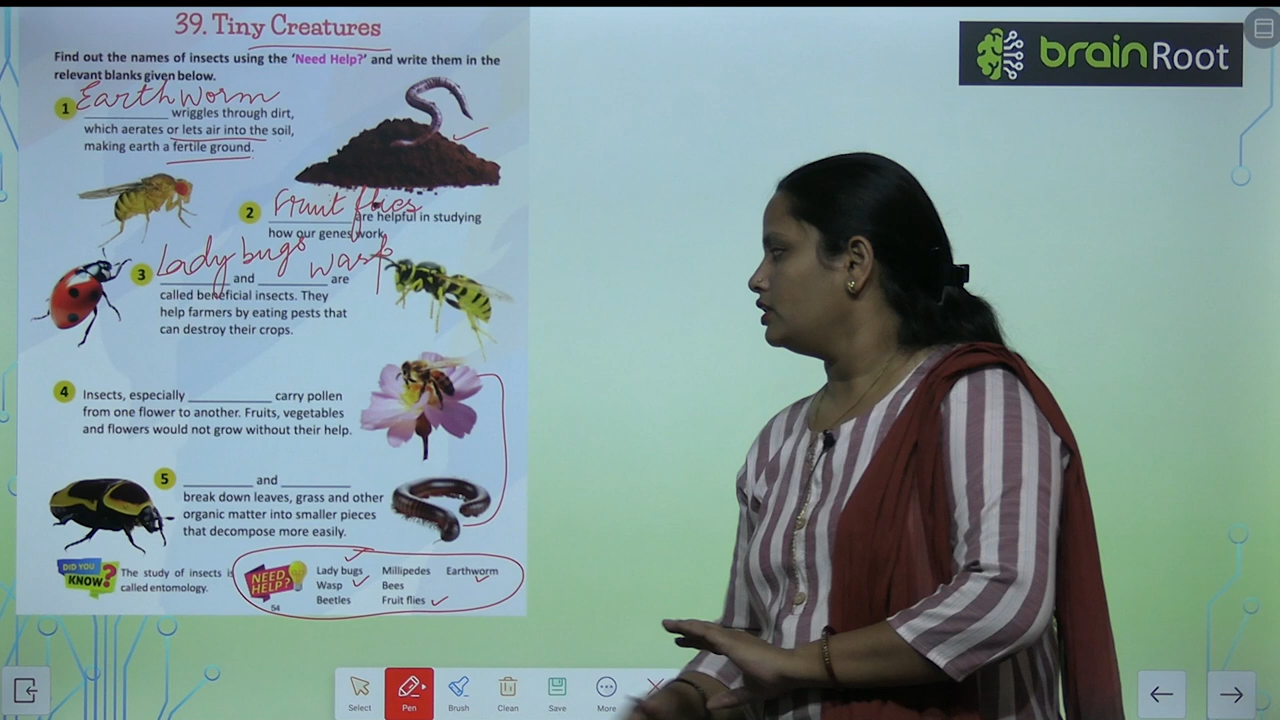 39. Tiny Creatures
brainRoot
Find out the names of insects using the 'Need Help?' and write them in the
relevant blanks given below.
1 Earthworm
wriggles through dirt,
which aerates or lets air into the soil,
making earth a fertile ground.
2 Fruit flies
are helpful in studying
how our genes work.
3 Lady bugs wasp
and are
called beneficial insects. They
help farmers by eating pests that
can destroy their crops.
4 Insects, especially carry pollen
from one flower to another. Fruits, vegetables
and flowers would not grow without their help.
5 and
break down leaves, grass and other
organic matter into smaller pieces
that decompose more easily.
DID YOU KNOW?
The study of insects is
called entomology.
NEED HELP?
Lady bugs Millipedes Earthworm
Wasp Bees
Beetles Fruit flies
54
Select Pen Brush Clean Save More